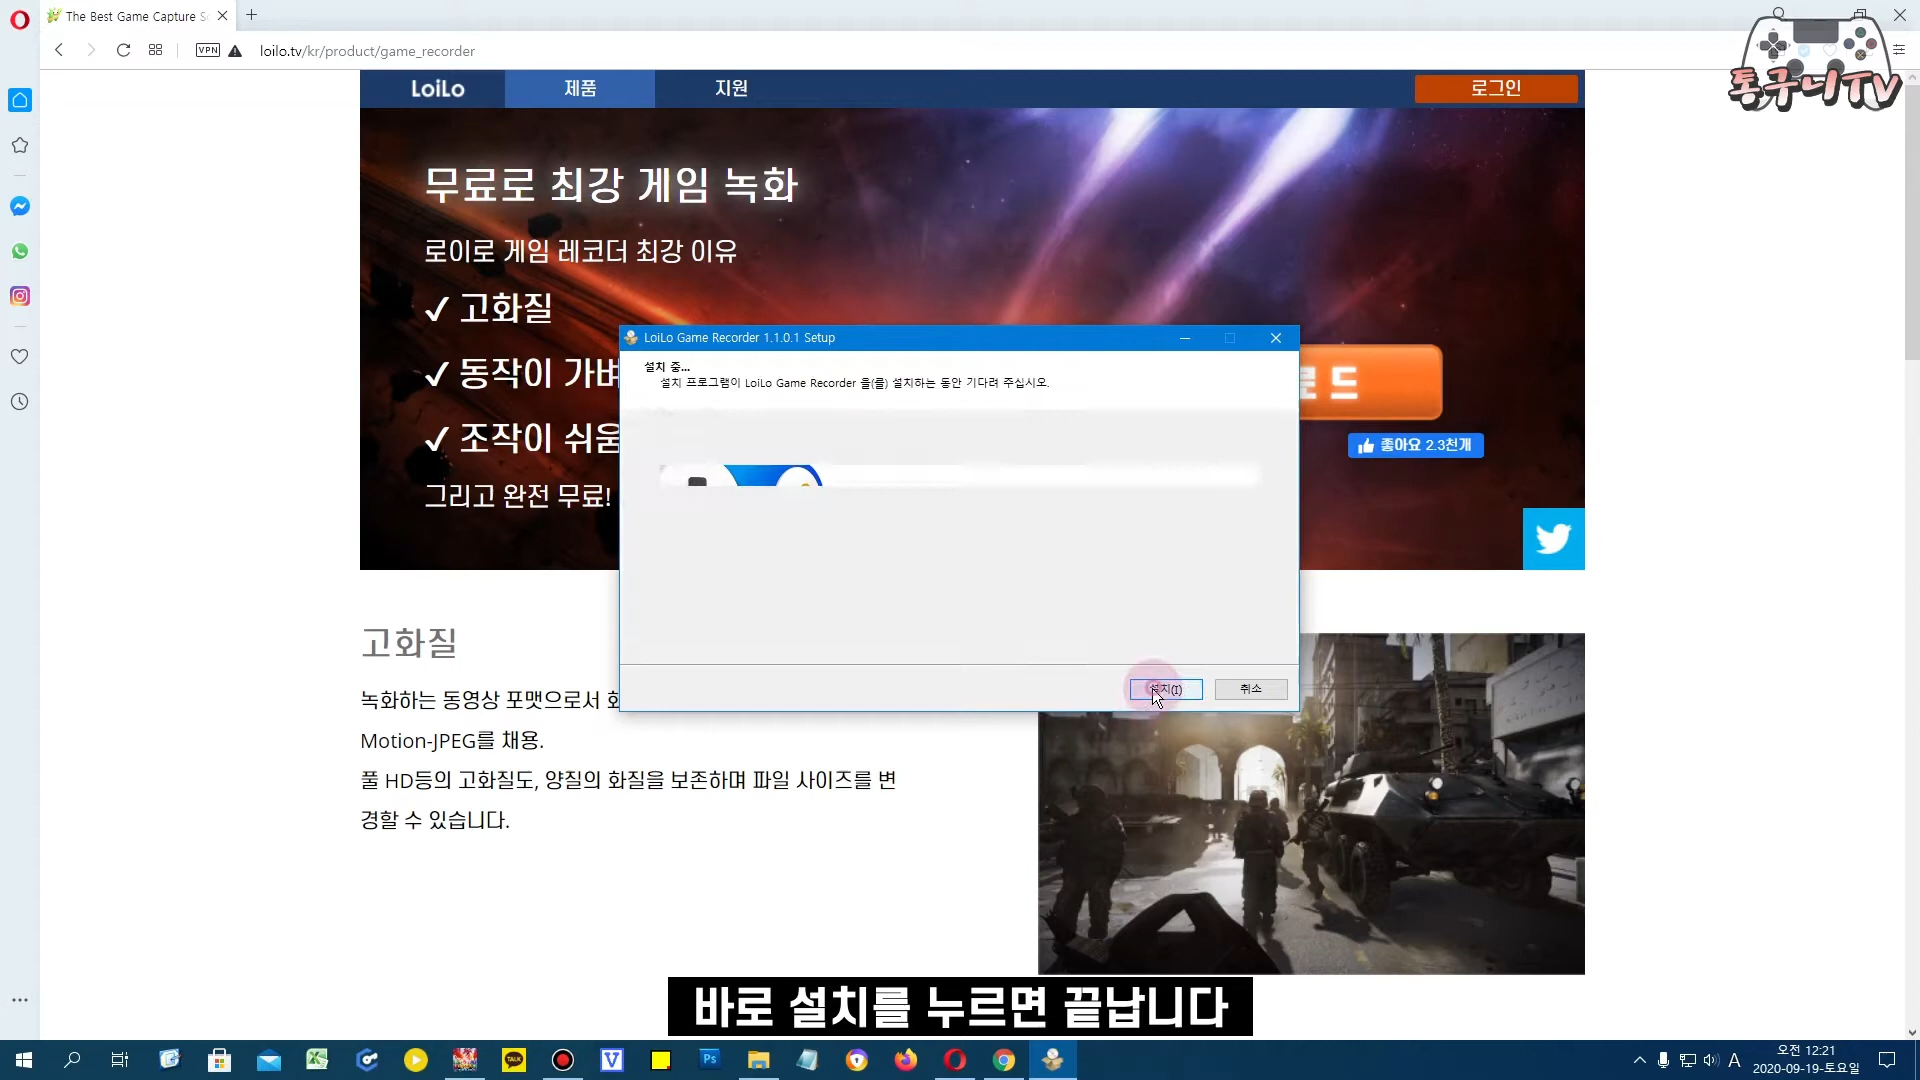 The Best Game Capture S
VPN
loilo.tv/kr/product/game_recorder
통구니TV
LoiLo
제품
지원
로그인
무료로 최강 게임 녹화
로이로 게임 레코더 최강 이유
✓ 고화질
✓ 동작이 가벼
✓ 조작이 쉬움
그리고 완전 무료!
로드
좋아요 2.3천개
LoiLo Game Recorder 1.1.0.1 Setup
설치 중...
설치 프로그램이 LoiLo Game Recorder 을(를) 설치하는 동안 기다려 주십시오.
설치(I)
취소
고화질
녹화하는 동영상 포맷으로서 화
Motion-JPEG를 채용.
풀 HD등의 고화질도, 양질의 화질을 보존하며 파일 사이즈를 변
경할 수 있습니다.
바로 설치를 누르면 끝납니다
TALK
V
Ps
A
오전 12:21
2020-09-19-토요일